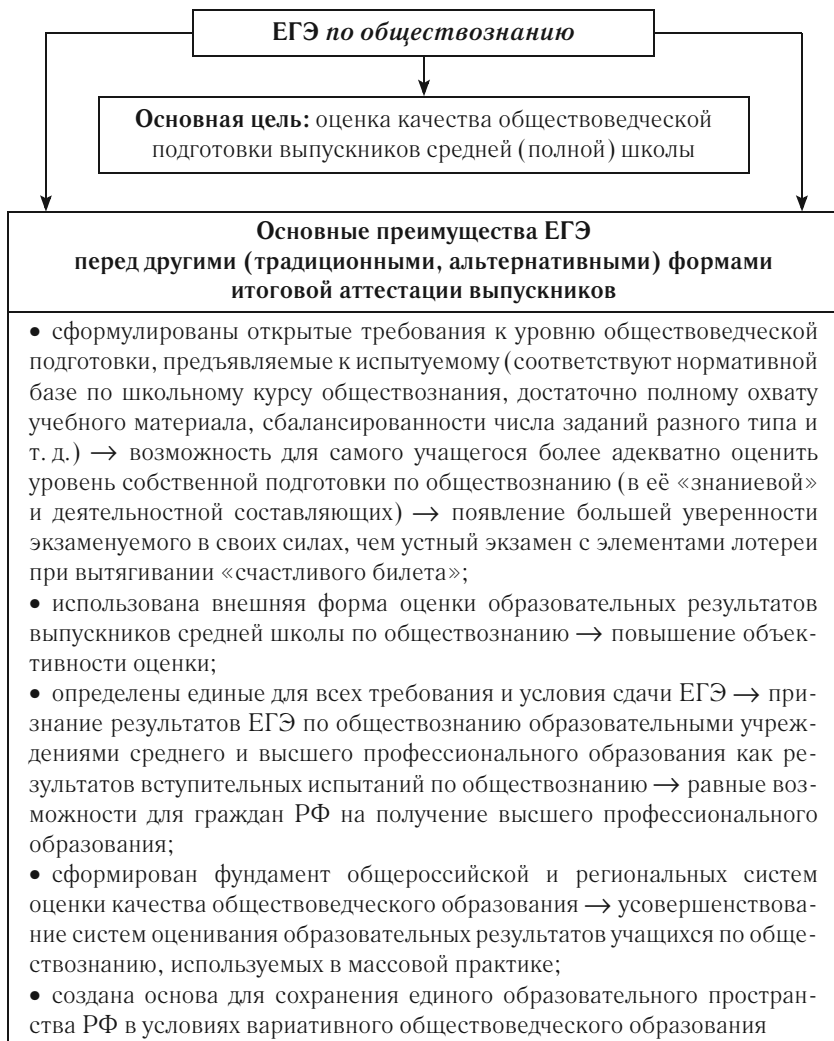 ЕГЭ по обществознанию
Основная цель: оценка качества обществоведческой
подготовки выпускников средней (полной) школы
Основные преимущества ЕГЭ
перед другими (традиционными, альтернативными) формами
итоговой аттестации выпускников
• сформулированы открытые требования к уровню обществоведческой
подготовки, предъявляемые к испытуемому (соответствуют нормативной
базе по школьному курсу обществознания, достаточно полному охвату
учебного материала, сбалансированности числа заданий разного типа и
т. д.) → возможность для самого учащегося более адекватно оценить
уровень собственной подготовки по обществознанию (в её «знаниевой»
и деятельностной составляющих) → появление большей уверенности
экзаменуемого в своих силах, чем устный экзамен с элементами лотереи
при вытягивании «счастливого билета»;
• использована внешняя форма оценки образовательных результатов
выпускников средней школы по обществознанию → повышение объек-
тивности оценки;
• определены единые для всех требования и условия сдачи ЕГЭ → при-
знание результатов ЕГЭ по обществознанию образовательными учреж-
дениями среднего и высшего профессионального образования как ре-
зультатов вступительных испытаний по обществознанию → равные воз-
можности для граждан РФ на получение высшего профессионального
образования;
• сформирован фундамент общероссийской и региональных систем
оценки качества обществоведческого образования → усовершенствова-
ние систем оценивания образовательных результатов учащихся по обще-
ствознанию, используемых в массовой практике;
• создана основа для сохранения единого образовательного простран-
ства РФ в условиях вариативного обществоведческого образования